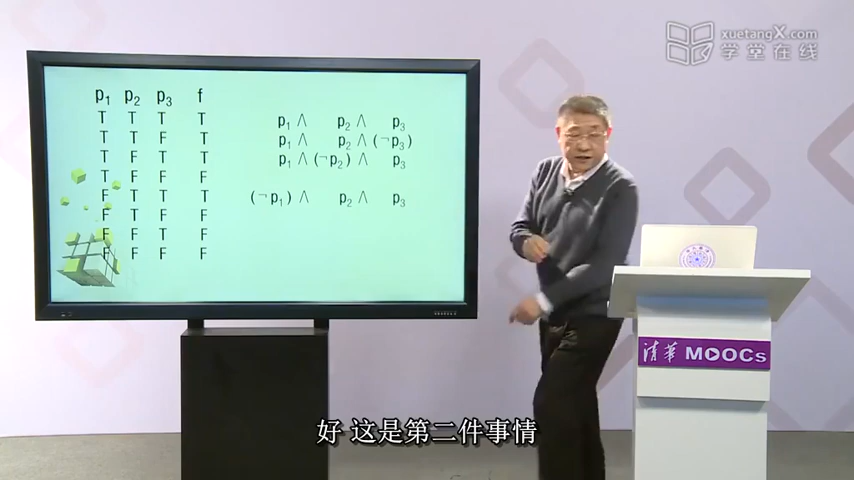 xuetangX.com
学堂在线
p₁ p₂ p₃ f
T T T T
T T F T
T F T T
T F F F
F T T T
F T F F
F F T F
F F F F
p₁ ∧ p₂ ∧ p₃
p₁ ∧ p₂ ∧ (¬p₃)
p₁ ∧ (¬p₂) ∧ p₃
(¬p₁) ∧ p₂ ∧ p₃
清華 MOOCs
好 这是第二件事情